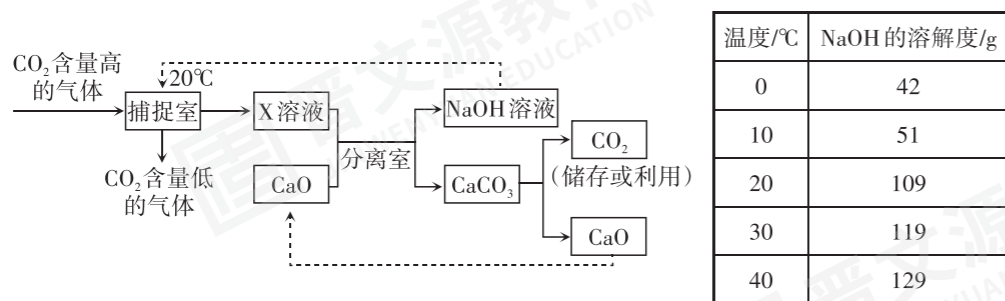 CO₂含量高
的气体
20℃
捕捉室
CO₂含量低
的气体
X溶液
CaO
分离室
NaOH溶液
CaCO₃
CO₂
(储存或利用)
CaO
温度/℃ NaOH的溶解度/g
0 42
10 51
20 109
30 119
40 129